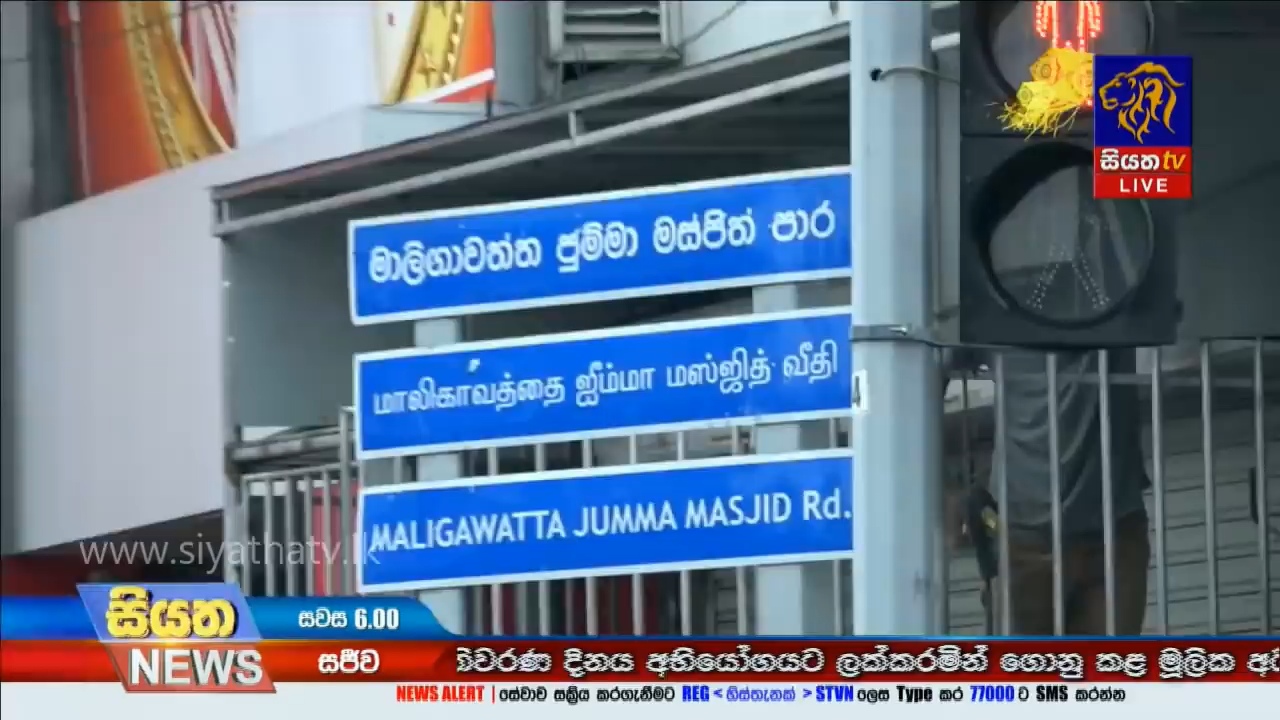 සියත tv
LIVE
මාලිගාවත්ත ජුම්මා මස්ජිත් පාර
மாலிகாவத்தை ஜீம்மா மஸ்ஜித் வீதி
MALIGAWATTA JUMMA MASJID Rd.
www.siyathatv.lk
සියත
NEWS
සවස 6.00
සජීව
තිවරණ දිනය අභියෝගයට ලක්කරමින් ගොනු කළ මූලික
NEWS ALERT | සේවාව සක්‍රිය කරගැනීමට REG < හිස්තැනක් > STVN ලෙස Type කර 77000 ට SMS කරන්න